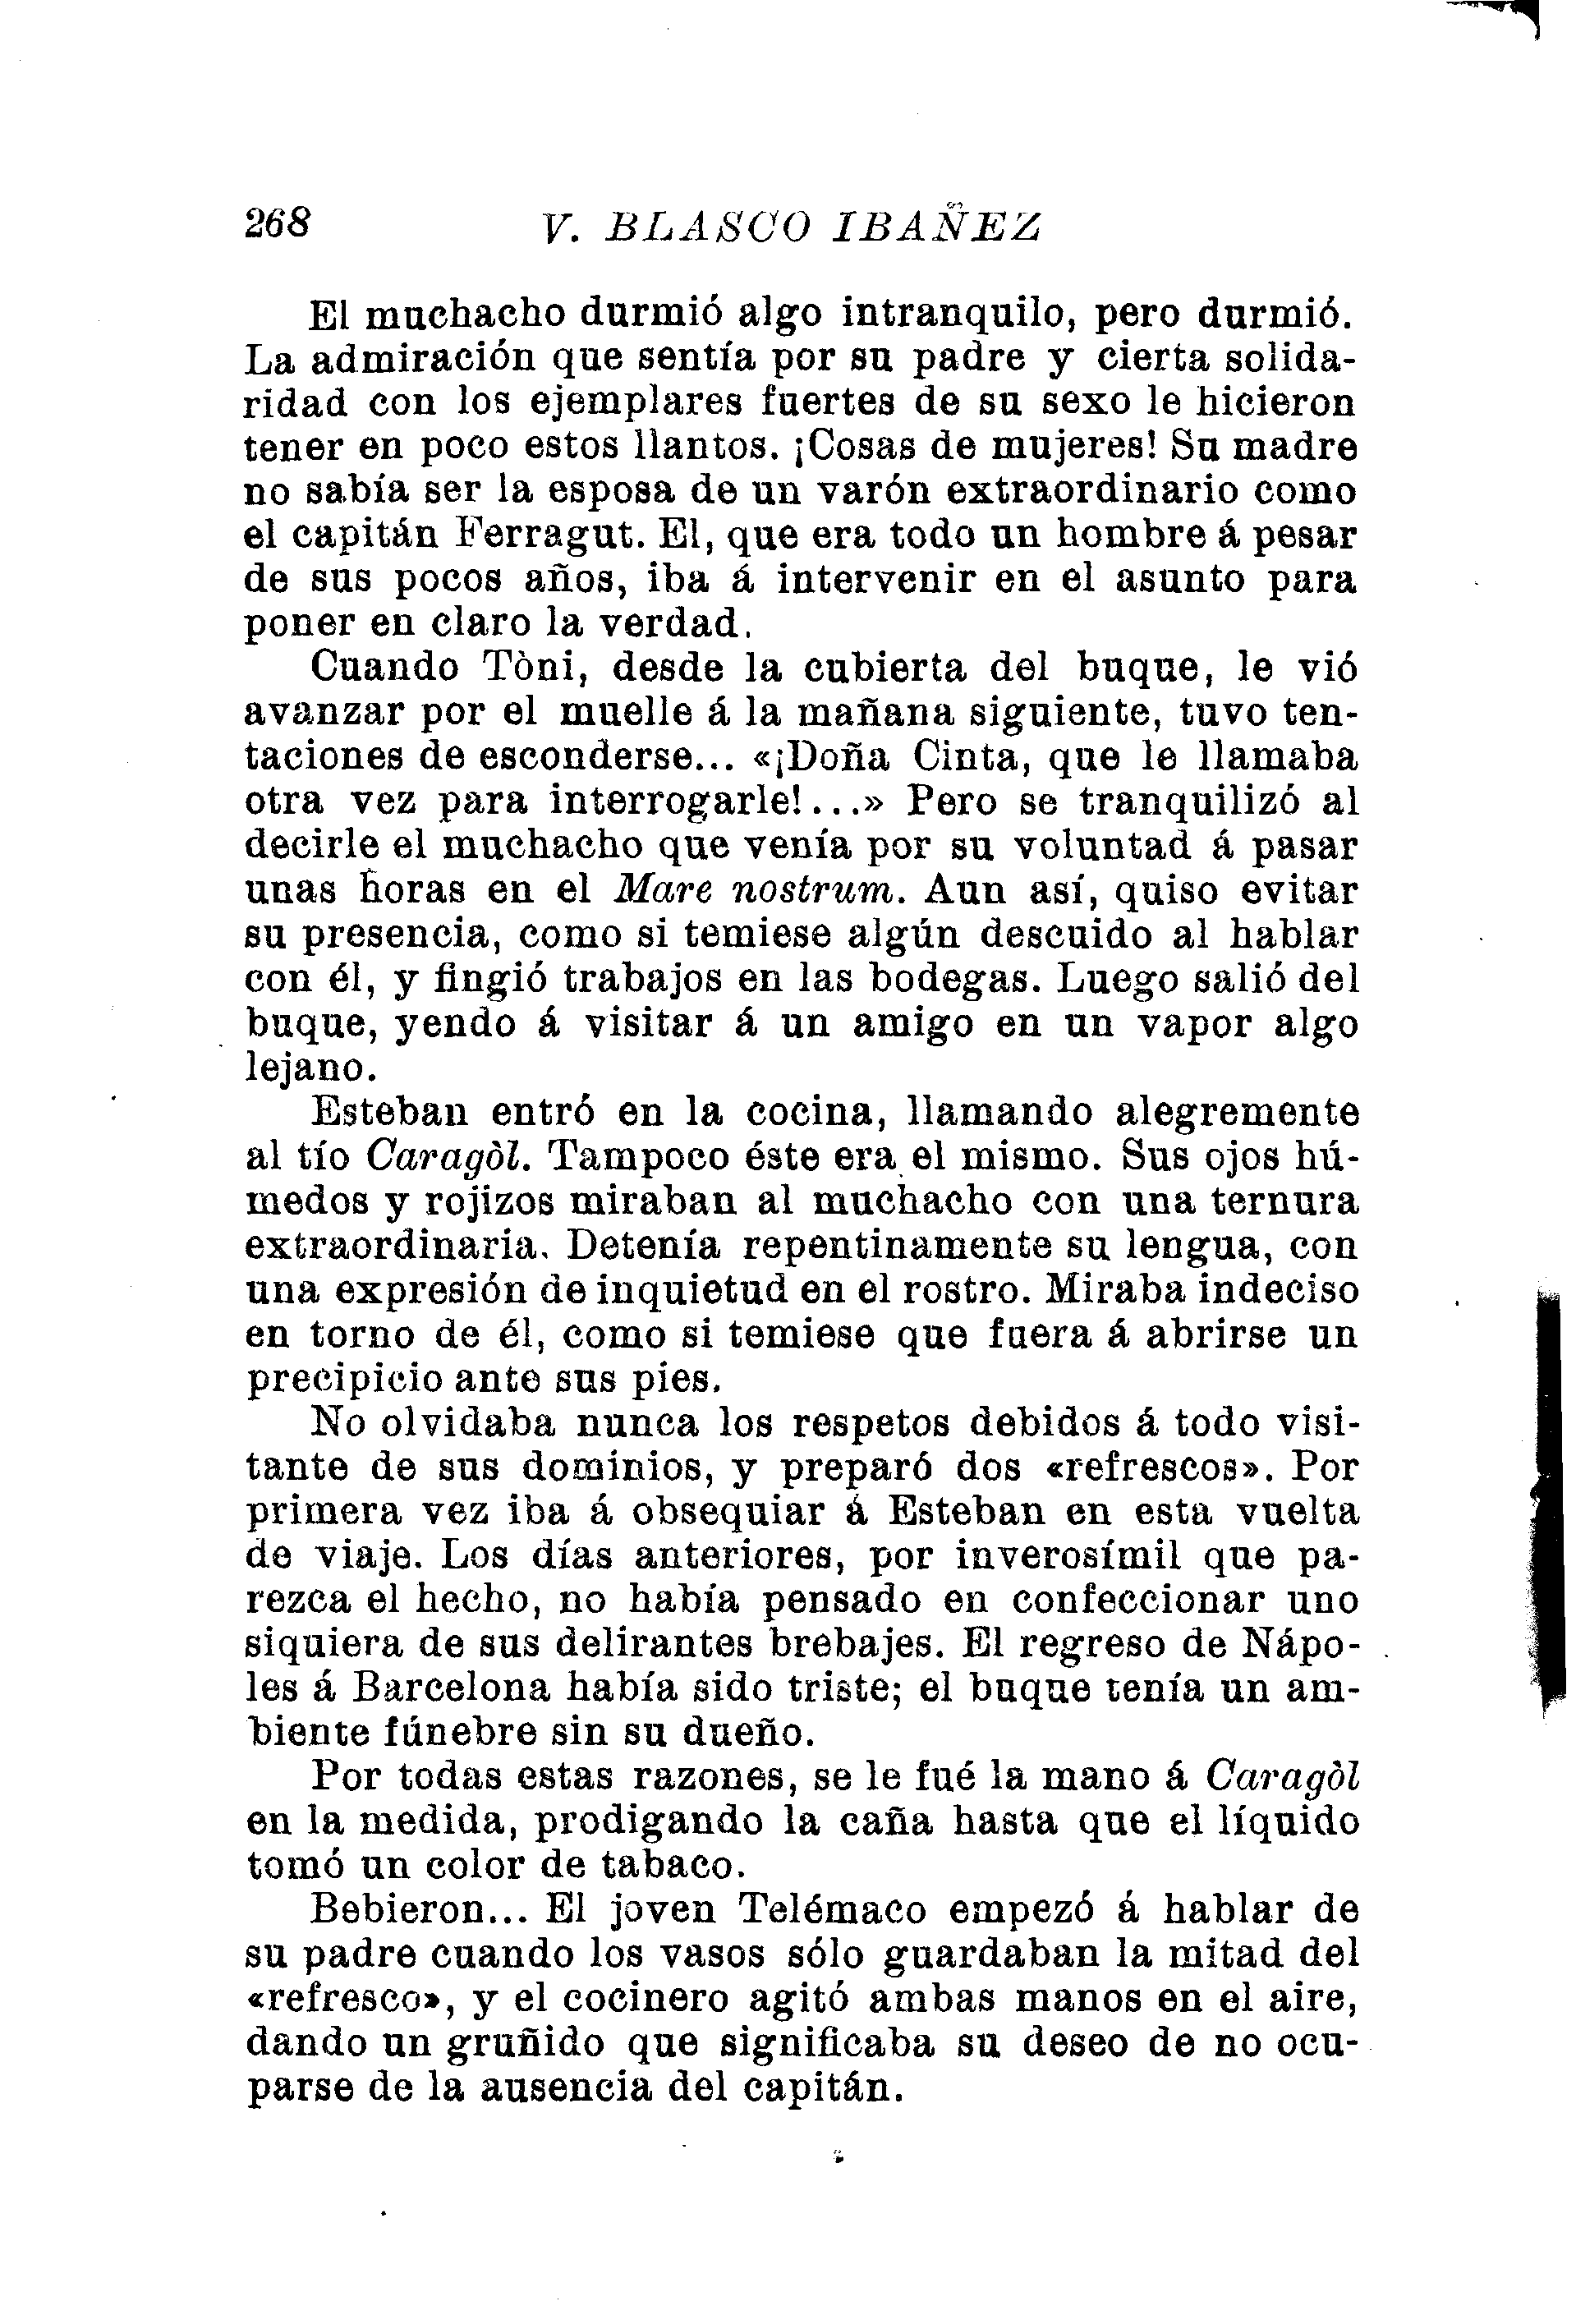 268 V. BLASCO IBAÑEZ
El muchacho durmió algo intranquilo, pero durmió.
La admiración que sentía por su padre y cierta solida-
ridad con los ejemplares fuertes de su sexo le hicieron
tener en poco estos llantos. ¡Cosas de mujeres! Su madre
no sabía ser la esposa de un varón extraordinario como
el capitán Ferragut. El, que era todo un hombre á pesar
de sus pocos años, iba á intervenir en el asunto para
poner en claro la verdad.
Cuando Tòni, desde la cubierta del buque, le vió
avanzar por el muelle á la mañana siguiente, tuvo ten-
taciones de esconderse... «¡Doña Cinta, que le llamaba
otra vez para interrogarle!...» Pero se tranquilizó al
decirle el muchacho que venía por su voluntad á pasar
unas horas en el Mare nostrum. Aun así, quiso evitar
su presencia, como si temiese algún descuido al hablar
con él, y fingió trabajos en las bodegas. Luego salió del
buque, yendo á visitar á un amigo en un vapor algo
lejano.
Esteban entró en la cocina, llamando alegremente
al tío Caragòl. Tampoco éste era el mismo. Sus ojos hú-
medos y rojizos miraban al muchacho con una ternura
extraordinaria. Detenía repentinamente su lengua, con
una expresión de inquietud en el rostro. Miraba indeciso
en torno de él, como si temiese que fuera á abrirse un
precipicio ante sus pies.
No olvidaba nunca los respetos debidos á todo visi-
tante de sus dominios, y preparó dos «refrescos». Por
primera vez iba á obsequiar á Esteban en esta vuelta
de viaje. Los días anteriores, por inverosímil que pa-
rezca el hecho, no había pensado en confeccionar uno
siquiera de sus delirantes brebajes. El regreso de Nápo-
les á Barcelona había sido triste; el buque tenía un am-
biente fúnebre sin su dueño.
Por todas estas razones, se le fué la mano á Caragòl
en la medida, prodigando la caña hasta que el líquido
tomó un color de tabaco.
Bebieron... El joven Telémaco empezó á hablar de
su padre cuando los vasos sólo guardaban la mitad del
«refresco», y el cocinero agitó ambas manos en el aire,
dando un gruñido que significaba su deseo de no ocu-
parse de la ausencia del capitán.